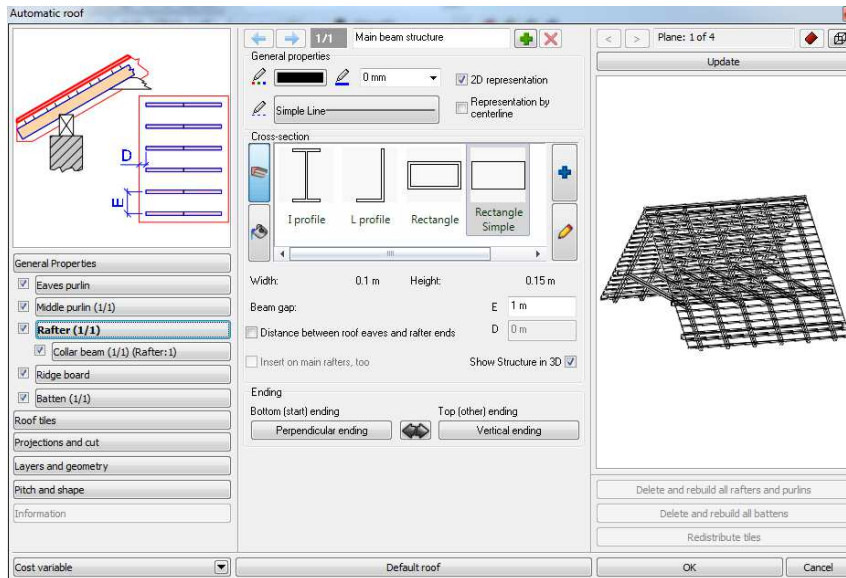 Automatic roof
D
E
General Properties
Eaves purlin
Middle purlin (1/1)
Rafter (1/1)
Collar beam (1/1) (Rafter:1)
Ridge board
Batten (1/1)
Roof tiles
Projections and cut
Layers and geometry
Pitch and shape
Information
Cost variable
1/1 Main beam structure
General properties
0 mm
2D representation
Simple Line
Representation by
centerline
Cross-section
I profile
L profile
Rectangle
Rectangle
Simple
Width: 0.1 m Height: 0.15 m
Beam gap: E 1 m
Distance between roof eaves and rafter ends D 0 m
Insert on main rafters, too Show Structure in 3D
Ending
Bottom (start) ending Top (other) ending
Perpendicular ending Vertical ending
Default roof
< > Plane: 1 of 4
Update
Delete and rebuild all rafters and purlins
Delete and rebuild all battens
Redistribute tiles
OK Cancel